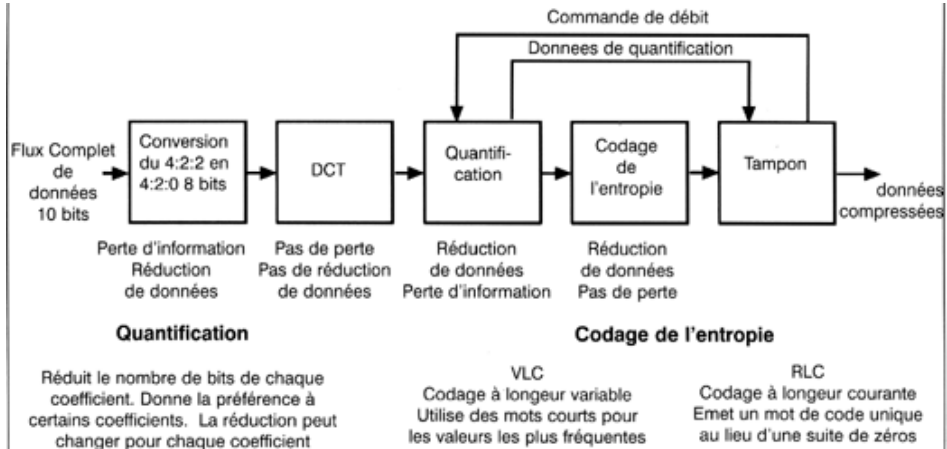 Commande de débit
Donnees de quantification
Flux Complet
de
données
10 bits
Conversion
du 4:2:2 en
4:2:0 8 bits
DCT
Quantifi-
cation
Codage
de
l'entropie
Tampon
données
compressées
Perte d'information
Réduction
de données
Pas de perte
Pas de réduction
de données
Réduction
de données
Perte d'information
Réduction
de données
Pas de perte
Quantification
Réduit le nombre de bits de chaque
coefficient. Donne la préférence à
certains coefficients. La réduction peut
changer pour chaque coefficient
Codage de l'entropie
VLC
Codage à longeur variable
Utilise des mots courts pour
les valeurs les plus fréquentes
RLC
Codage à longeur courante
Emet un mot de code unique
au lieu d'une suite de zéros